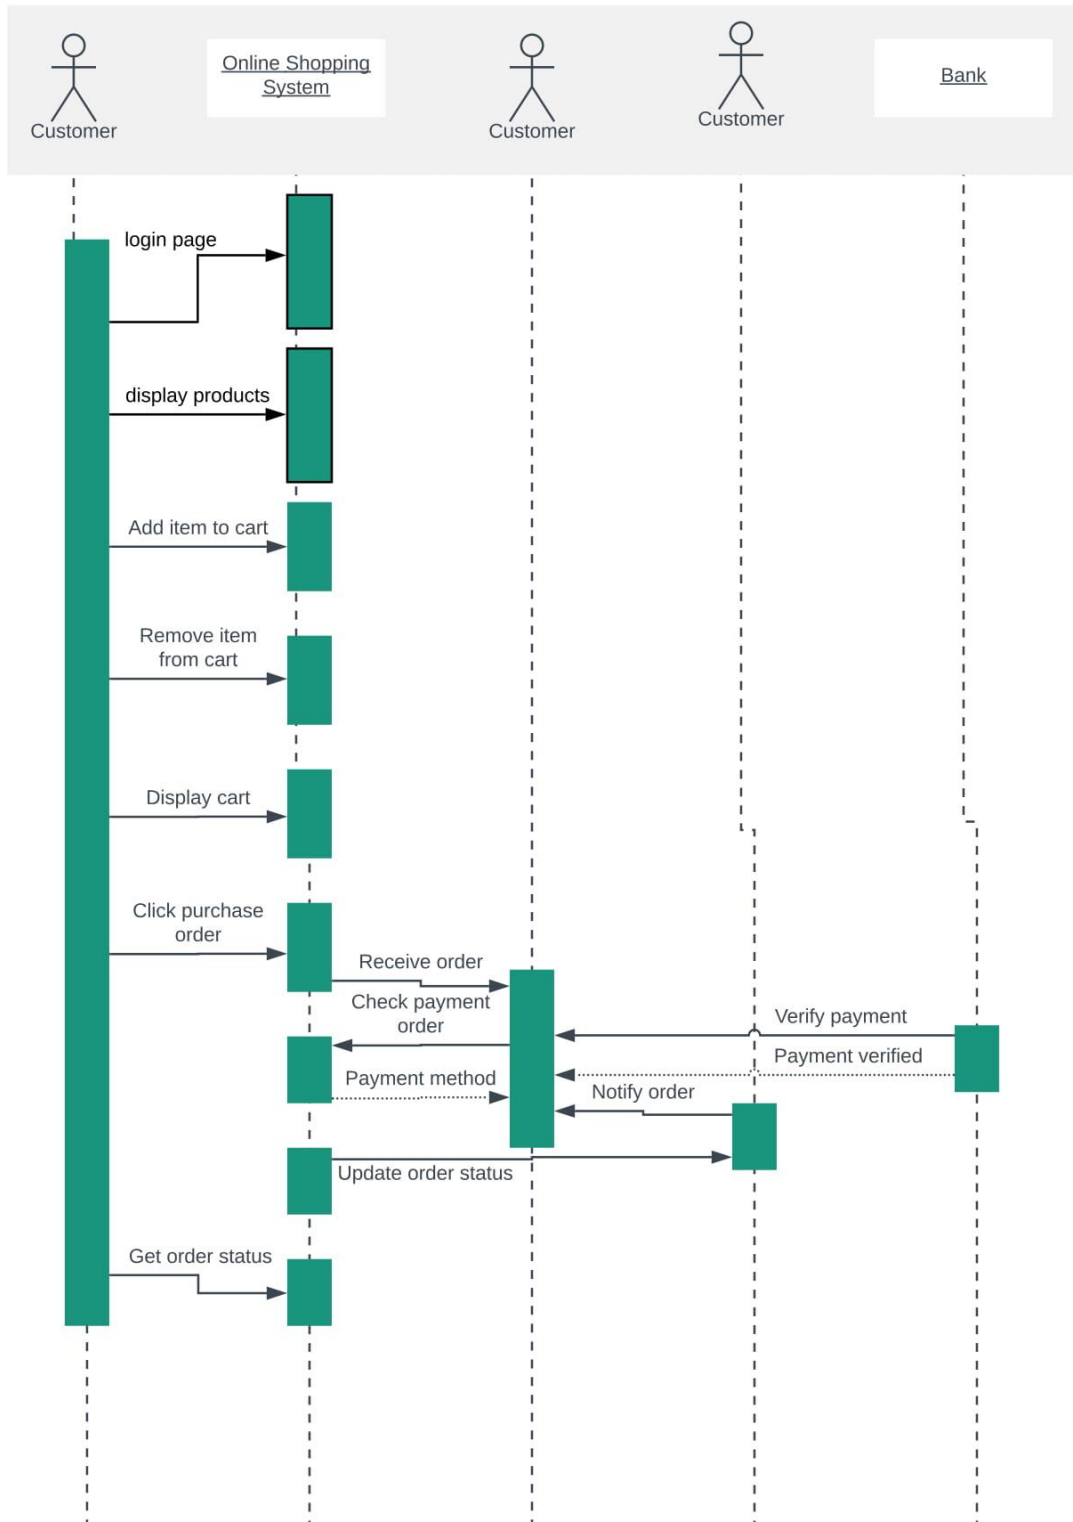 Customer
Online Shopping
System
Customer
Customer
Bank
login page
display products
Add item to cart
Remove item
from cart
Display cart
Click purchase
order
Receive order
Check payment
order
Verify payment
Payment verified
Payment method
Notify order
Update order status
Get order status